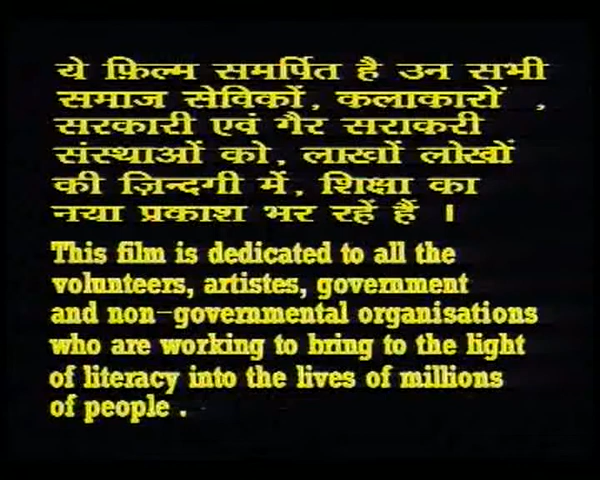 ये फ़िल्म समर्पित है उन सभी
समाज सेविकों, कलाकारों ,
सरकारी एवं गैर सराकरी
संस्थाओं को, लाखों लोखों
की ज़िन्दगी में, शिक्षा का
नया प्रकाश भर रहें हैं ।
This film is dedicated to all the
volunteers, artistes, government
and non-governmental organisations
who are working to bring to the light
of literacy into the lives of millions
of people .